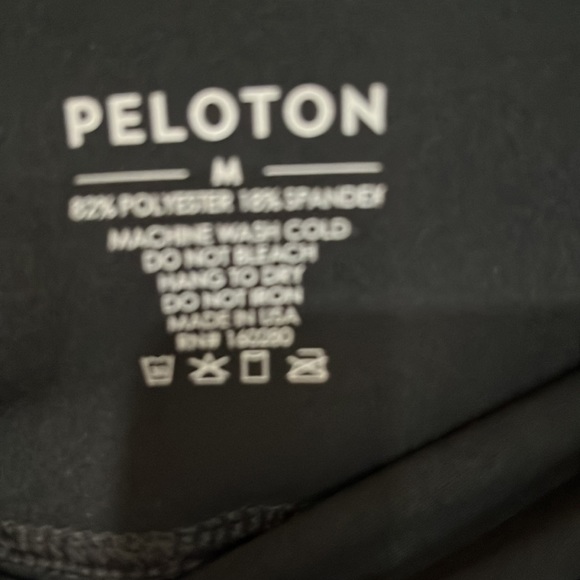 PELOTON
M
82% POLYESTER 18% SPANDEX
MACHINE WASH COLD
DO NOT BLEACH
HANG TO DRY
DO NOT IRON
MADE IN USA
RN#